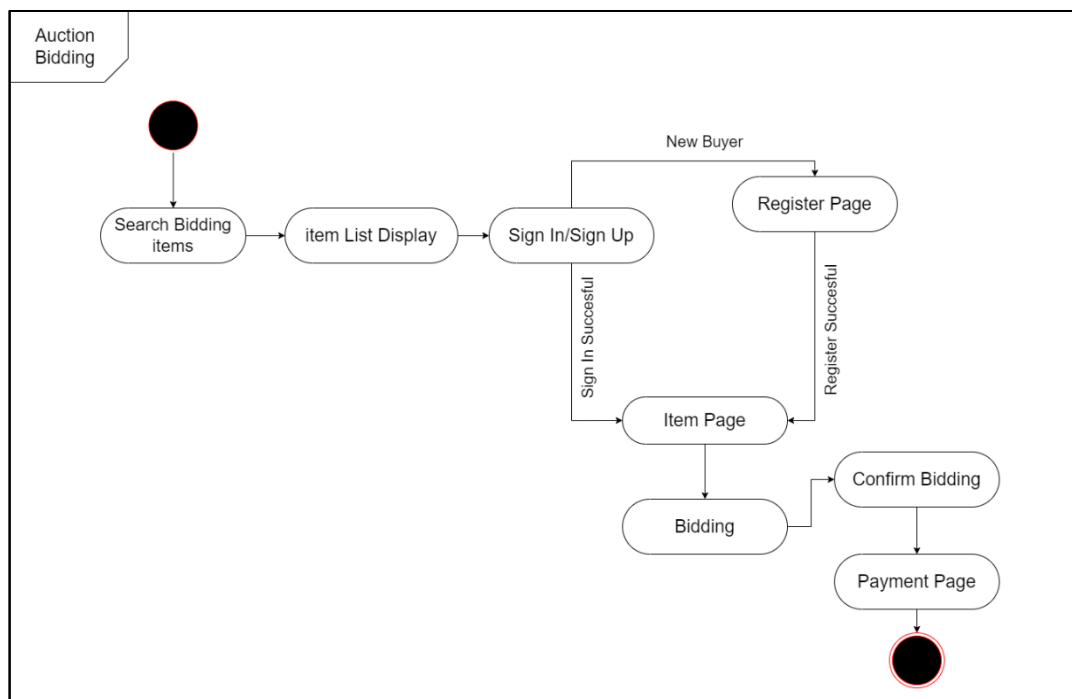 Auction
Bidding
New Buyer
Register Page
Search Bidding
items
item List Display
Sign In/Sign Up
Sign In Succesful
Register Succesful
Item Page
Confirm Bidding
Bidding
Payment Page